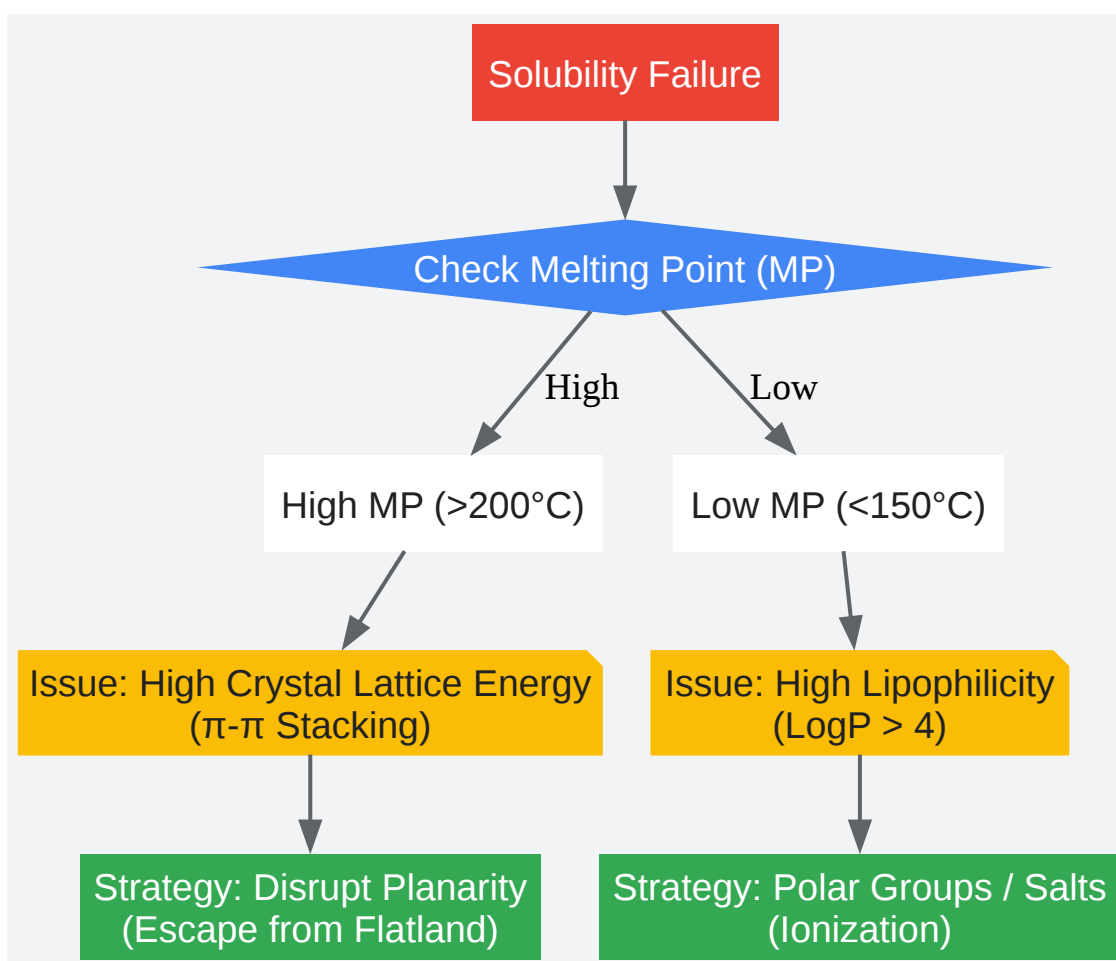 Solubility Failure
Check Melting Point (MP)
High
Low
High MP (>200°C)
Low MP (<150°C)
Issue: High Crystal Lattice Energy
(π-π Stacking)
Issue: High Lipophilicity
(LogP > 4)
Strategy: Disrupt Planarity
(Escape from Flatland)
Strategy: Polar Groups / Salts
(Ionization)